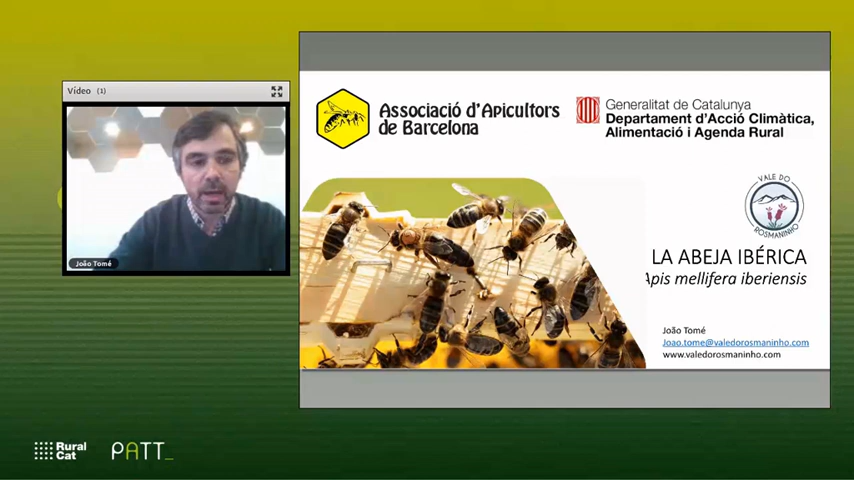 Vídeo (1)
João Tomé
Associació d'Apicultors
de Barcelona
Generalitat de Catalunya
Departament d'Acció Climàtica,
Alimentació i Agenda Rural
VALE DO
ROSMANINHO
LA ABEJA IBÉRICA
Apis mellifera iberiensis
João Tomé
Joao.tome@valedorosmaninho.com
www.valedorosmaninho.com
Rural
Cat
PATT_